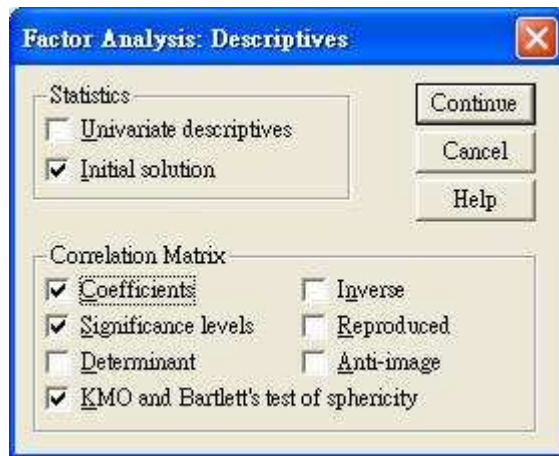 Factor Analysis: Descriptives
Statistics
Univariate descriptives
Initial solution
Continue
Cancel
Help
Correlation Matrix
Coefficients
Inverse
Significance levels
Reproduced
Determinant
Anti-image
KMO and Bartlett's test of sphericity